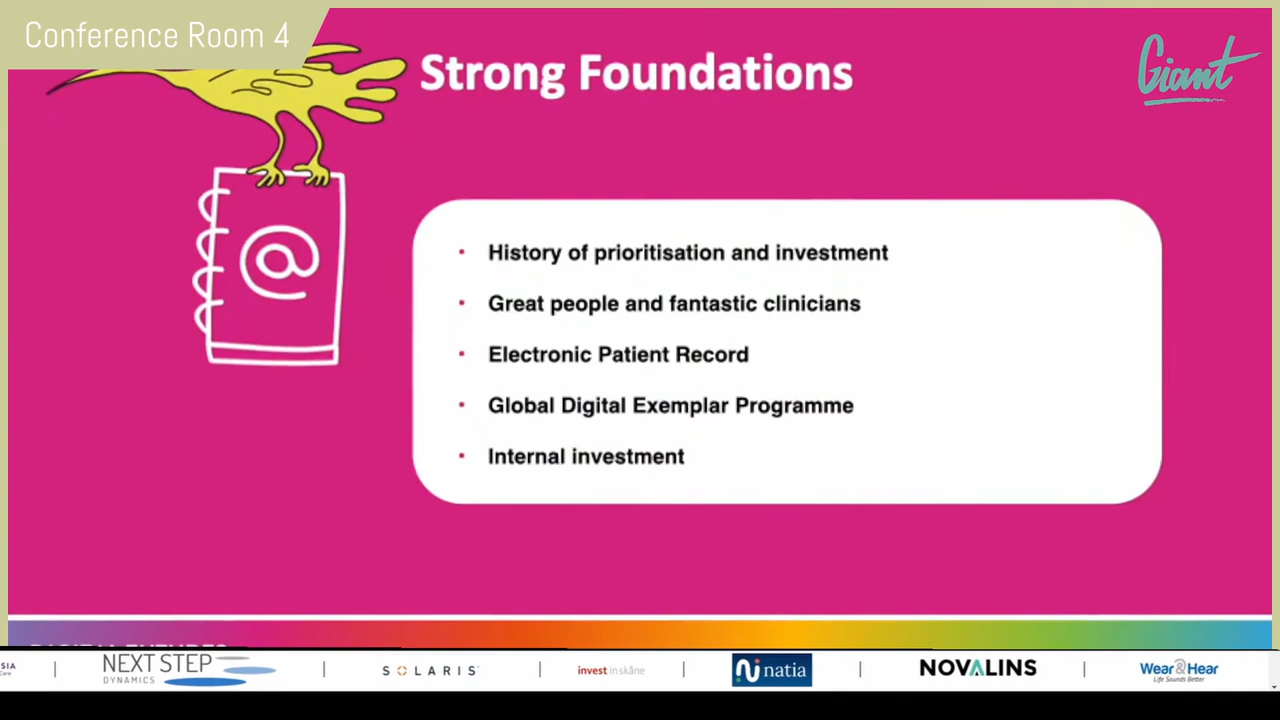 Conference Room 4
Strong Foundations
Giant
@
• History of prioritisation and investment
• Great people and fantastic clinicians
• Electronic Patient Record
• Global Digital Exemplar Programme
• Internal investment
NEXT STEP
DYNAMICS
SOLARIS
invest in skåne
natia
NOVALINS
Wear&Hear
Life Sounds Better